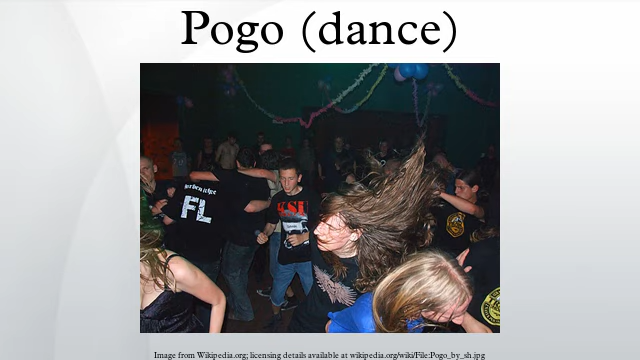 Pogo (dance)
FL
Image from Wikipedia.org; licensing details available at wikipedia.org/wiki/File:Pogo_by_sh.jpg